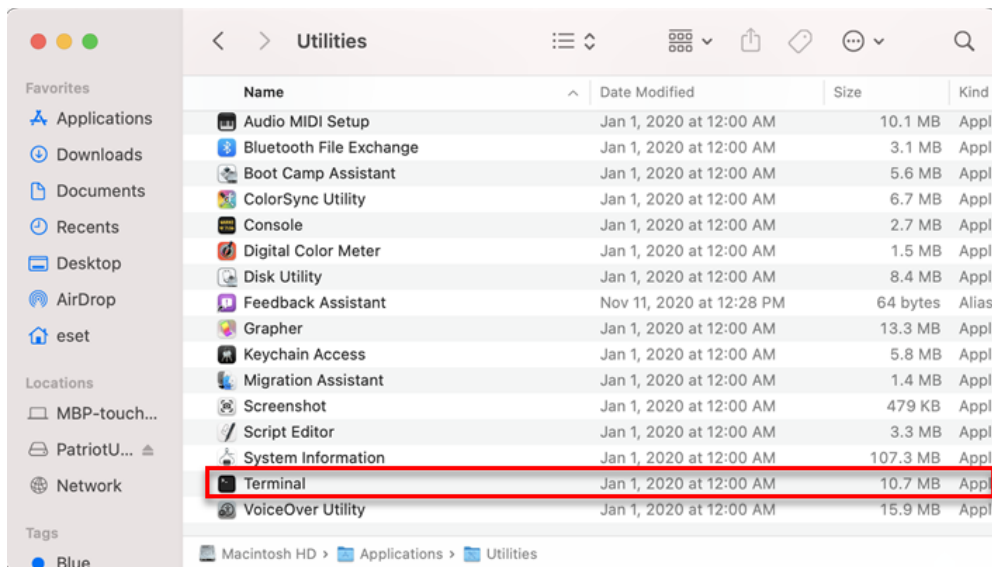 Utilities
Favorites
Applications
Downloads
Documents
Recents
Desktop
AirDrop
eset
Locations
MBP-touch...
PatriotU...
Network
Tags
Blue
Name Date Modified Size Kind
Audio MIDI Setup Jan 1, 2020 at 12:00 AM 10.1 MB Appl
Bluetooth File Exchange Jan 1, 2020 at 12:00 AM 3.1 MB Appl
Boot Camp Assistant Jan 1, 2020 at 12:00 AM 5.6 MB Appl
ColorSync Utility Jan 1, 2020 at 12:00 AM 6.7 MB Appl
Console Jan 1, 2020 at 12:00 AM 2.7 MB Appl
Digital Color Meter Jan 1, 2020 at 12:00 AM 1.5 MB Appl
Disk Utility Jan 1, 2020 at 12:00 AM 8.4 MB Appl
Feedback Assistant Nov 11, 2020 at 12:28 PM 64 bytes Alias
Grapher Jan 1, 2020 at 12:00 AM 13.3 MB Appl
Keychain Access Jan 1, 2020 at 12:00 AM 5.8 MB Appl
Migration Assistant Jan 1, 2020 at 12:00 AM 1.4 MB Appl
Screenshot Jan 1, 2020 at 12:00 AM 479 KB Appl
Script Editor Jan 1, 2020 at 12:00 AM 3.3 MB Appl
System Information Jan 1, 2020 at 12:00 AM 107.3 MB Appl
Terminal Jan 1, 2020 at 12:00 AM 10.7 MB Appl
VoiceOver Utility Jan 1, 2020 at 12:00 AM 15.9 MB Appl
Macintosh HD › Applications › Utilities